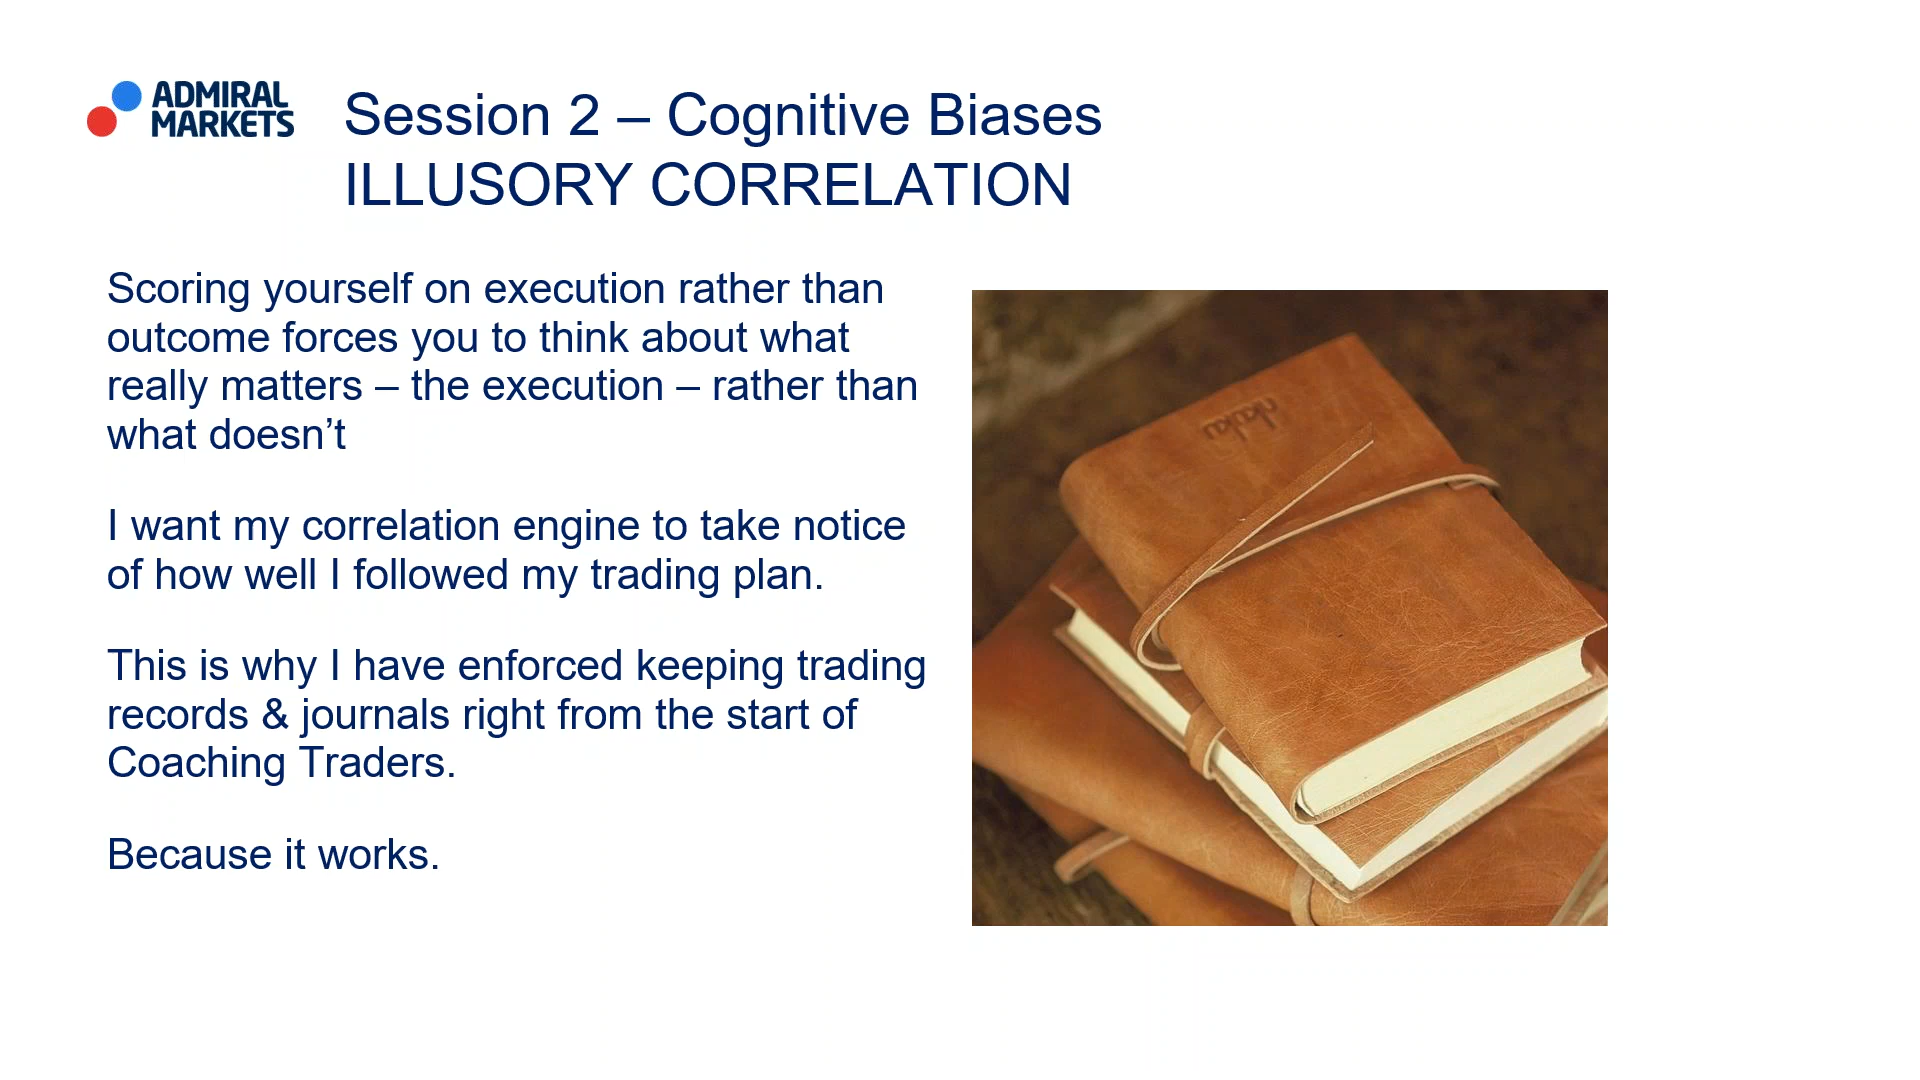 ADMIRAL
MARKETS
Session 2 – Cognitive Biases
ILLUSORY CORRELATION
Scoring yourself on execution rather than
outcome forces you to think about what
really matters – the execution – rather than
what doesn’t
I want my correlation engine to take notice
of how well I followed my trading plan.
This is why I have enforced keeping trading
records & journals right from the start of
Coaching Traders.
Because it works.